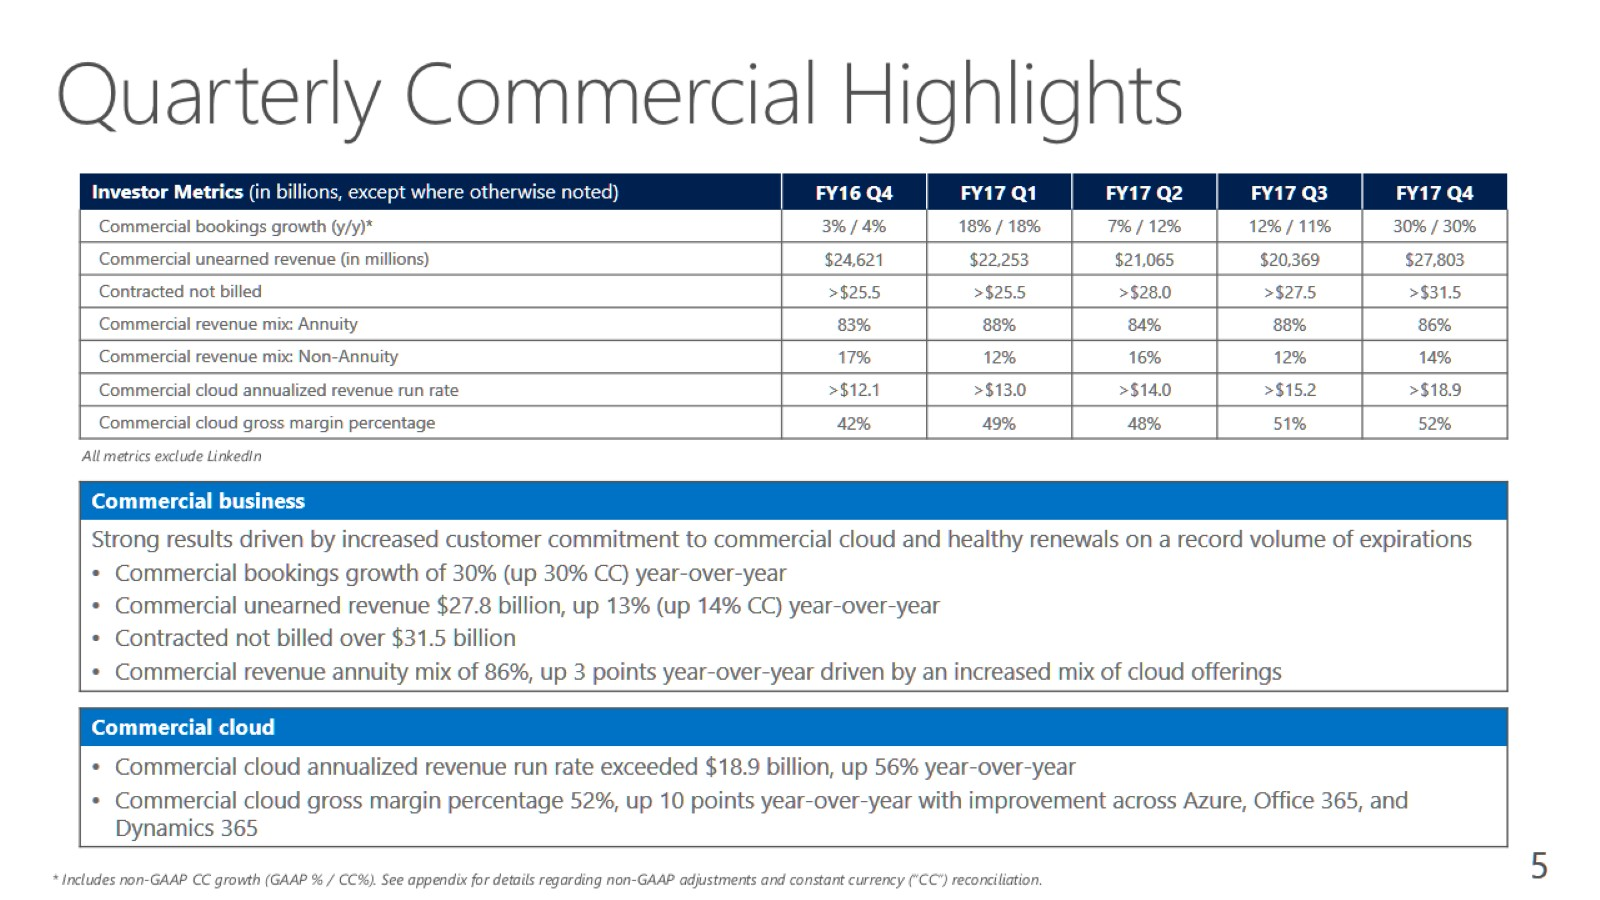 Quarterly Commercial Highlights
Investor Metrics (in billions, except where otherwise noted) FY16 Q4 FY17 Q1 FY17 Q2 FY17 Q3 FY17 Q4
Commercial bookings growth (y/y)* 3% / 4% 18% / 18% 7% / 12% 12% / 11% 30% / 30%
Commercial unearned revenue (in millions) $24,621 $22,253 $21,065 $20,369 $27,803
Contracted not billed >$25.5 >$25.5 >$28.0 >$27.5 >$31.5
Commercial revenue mix: Annuity 83% 88% 84% 88% 86%
Commercial revenue mix: Non-Annuity 17% 12% 16% 12% 14%
Commercial cloud annualized revenue run rate >$12.1 >$13.0 >$14.0 >$15.2 >$18.9
Commercial cloud gross margin percentage 42% 49% 48% 51% 52%
All metrics exclude LinkedIn
Commercial business
Strong results driven by increased customer commitment to commercial cloud and healthy renewals on a record volume of expirations
• Commercial bookings growth of 30% (up 30% CC) year-over-year
• Commercial unearned revenue $27.8 billion, up 13% (up 14% CC) year-over-year
• Contracted not billed over $31.5 billion
• Commercial revenue annuity mix of 86%, up 3 points year-over-year driven by an increased mix of cloud offerings
Commercial cloud
• Commercial cloud annualized revenue run rate exceeded $18.9 billion, up 56% year-over-year
• Commercial cloud gross margin percentage 52%, up 10 points year-over-year with improvement across Azure, Office 365, and
Dynamics 365
* Includes non-GAAP CC growth (GAAP % / CC%). See appendix for details regarding non-GAAP adjustments and constant currency ("CC") reconciliation.
5